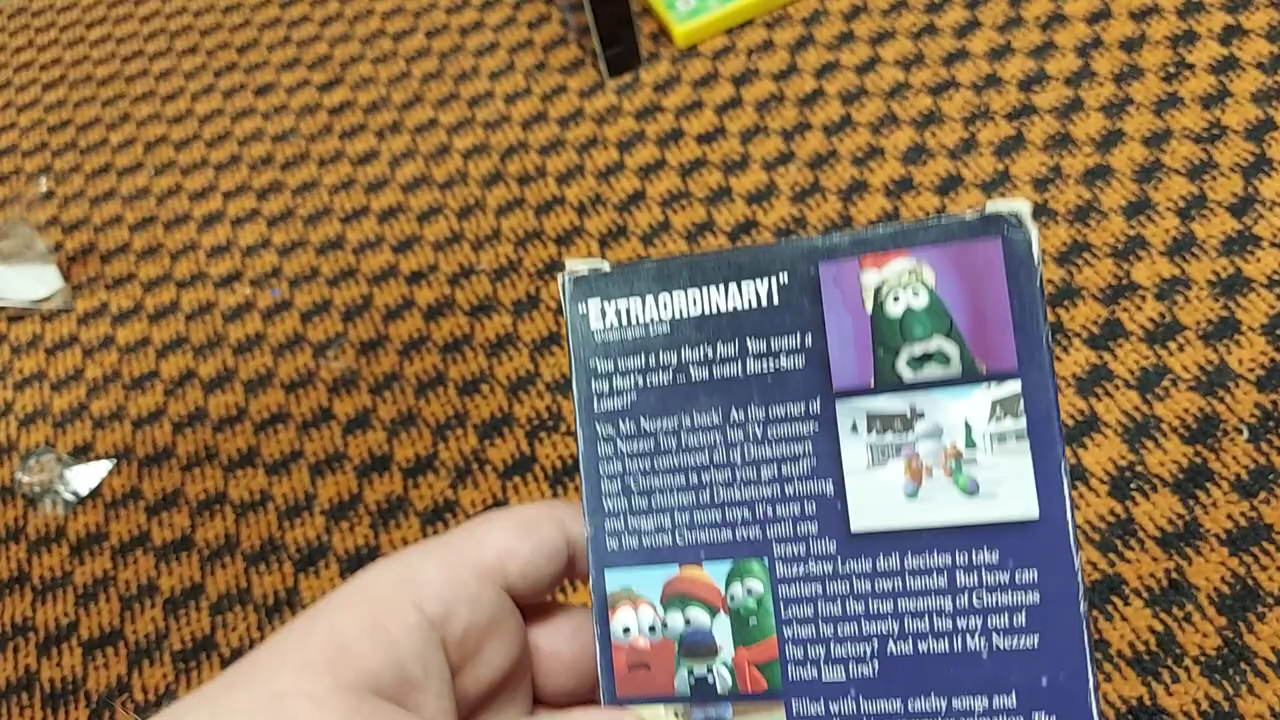 "EXTRAORDINARY!"
"You want a toy that's fun! You want a
toy that's cute! ... You want Buzz-Saw
Louie!"
Yes, Mr. Nezzer is back! As the owner of
the Nezzer Toy Factory, his TV commer-
cials have convinced all of Dinkletown
that "Christmas is when you get stuff!"
With the children of Dinkletown whining
and begging for more toys, it's sure to
be the worst Christmas ever, until one
brave little
Buzz-Saw Louie doll decides to take
matters into his own hands! But how can
Louie find the true meaning of Christmas
when he can barely find his way out of
the toy factory? And what if Mr. Nezzer
finds him first?
Filled with humor, catchy songs and
computer animation, The